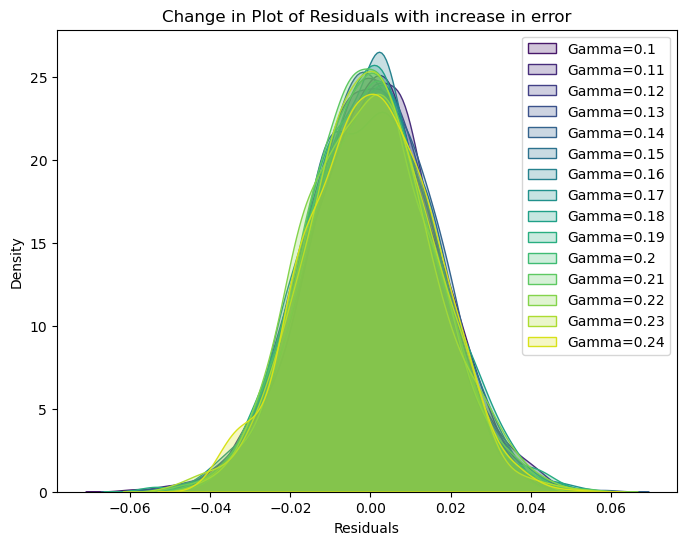 Change in Plot of Residuals with increase in error
Density
25
20
15
10
5
0
−0.06 −0.04 −0.02 0.00 0.02 0.04 0.06
Residuals
Gamma=0.1
Gamma=0.11
Gamma=0.12
Gamma=0.13
Gamma=0.14
Gamma=0.15
Gamma=0.16
Gamma=0.17
Gamma=0.18
Gamma=0.19
Gamma=0.2
Gamma=0.21
Gamma=0.22
Gamma=0.23
Gamma=0.24